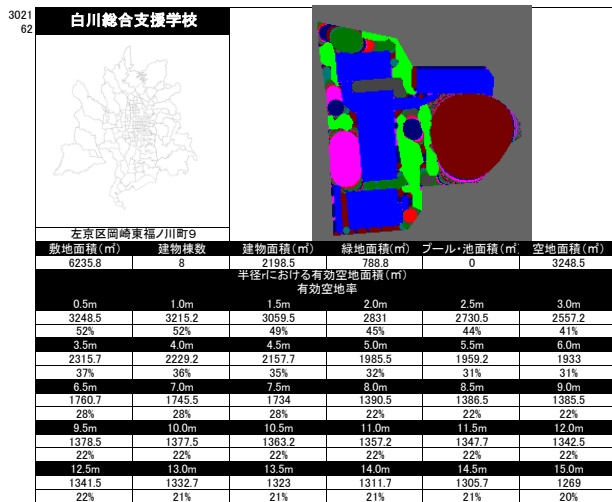 3021
62
白川総合支援学校
左京区岡崎東福ノ川町9
敷地面積(㎡) 建物棟数 建物面積(㎡) 緑地面積(㎡) プール・池面積(㎡) 空地面積(㎡)
6235.8 8 2198.5 788.8 0 3248.5
半径rにおける有効空地面積(㎡)
有効空地率
0.5m 1.0m 1.5m 2.0m 2.5m 3.0m
3248.5 3215.2 3059.5 2831 2730.5 2557.2
52% 52% 49% 45% 44% 41%
3.5m 4.0m 4.5m 5.0m 5.5m 6.0m
2315.7 2229.2 2157.7 1985.5 1959.2 1933
37% 36% 35% 32% 31% 31%
6.5m 7.0m 7.5m 8.0m 8.5m 9.0m
1760.7 1745.5 1734 1390.5 1386.5 1385.5
28% 28% 28% 22% 22% 22%
9.5m 10.0m 10.5m 11.0m 11.5m 12.0m
1378.5 1377.5 1363.2 1357.2 1347.7 1342.5
22% 22% 22% 22% 22% 22%
12.5m 13.0m 13.5m 14.0m 14.5m 15.0m
1341.5 1332.7 1323 1311.7 1305.7 1269
22% 21% 21% 21% 21% 20%